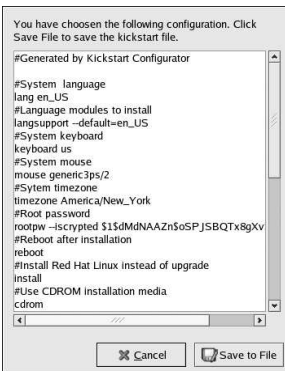 You have choosen the following configuration. Click
Save File to save the kickstart file.
#Generated by Kickstart Configurator
#System  language
lang en_US
#Language modules to install
langsupport --default=en_US
#System keyboard
keyboard us
#System mouse
mouse generic3ps/2
#Sytem timezone
timezone America/New_York
#Root password
rootpw --iscrypted $1$dMdNAAZn$oSPJSBQTx8gXv
#Reboot after installation
reboot
#Install Red Hat Linux instead of upgrade
install
#Use CDROM installation media
cdrom
Cancel
Save to File